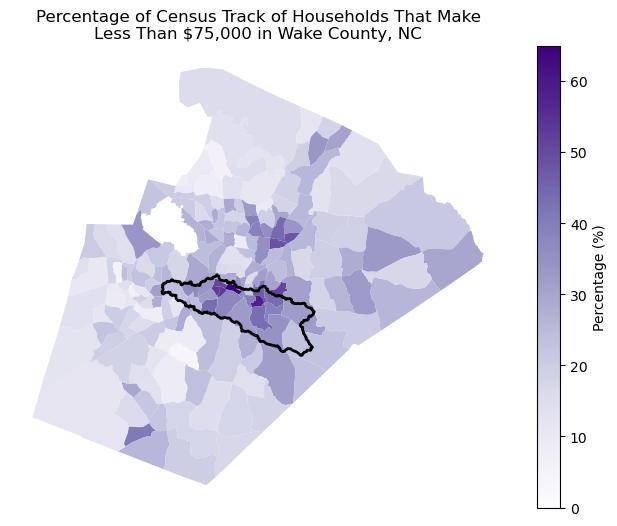 Percentage of Census Track of Households That Make
Less Than $75,000 in Wake County, NC
60
50
40
30
20
10
0
Percentage (%)